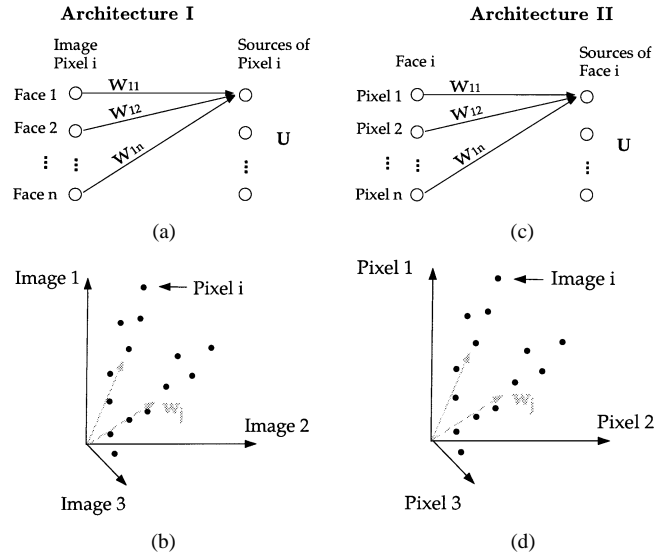 Architecture I
Image
Pixel i
Sources of
Pixel i
Face 1
W11
Face 2
W12
W1n
Face n
U
(a)
Architecture II
Face i
Sources of
Face i
Pixel 1
W11
Pixel 2
W12
W1n
Pixel n
U
(c)
Image 1
Pixel i
wj
Image 2
Image 3
(b)
Pixel 1
Image i
wj
Pixel 2
Pixel 3
(d)